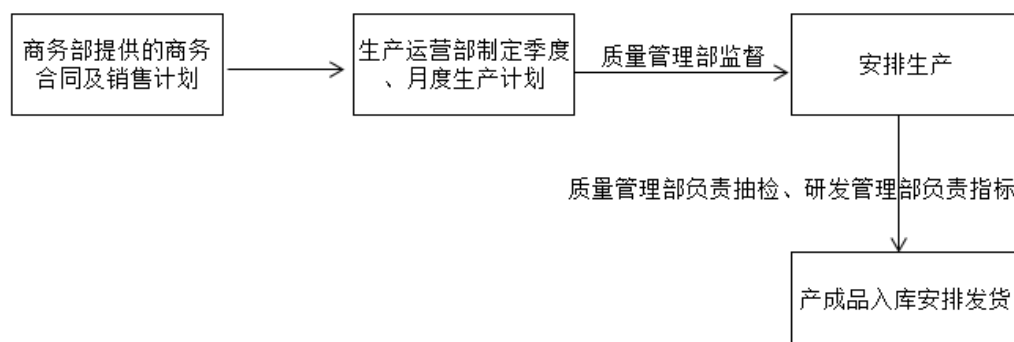 商务部提供的商务
合同及销售计划
生产运营部制定季度
、月度生产计划
质量管理部监督
安排生产
质量管理部负责抽检、研发管理部负责指标
产成品入库安排发货